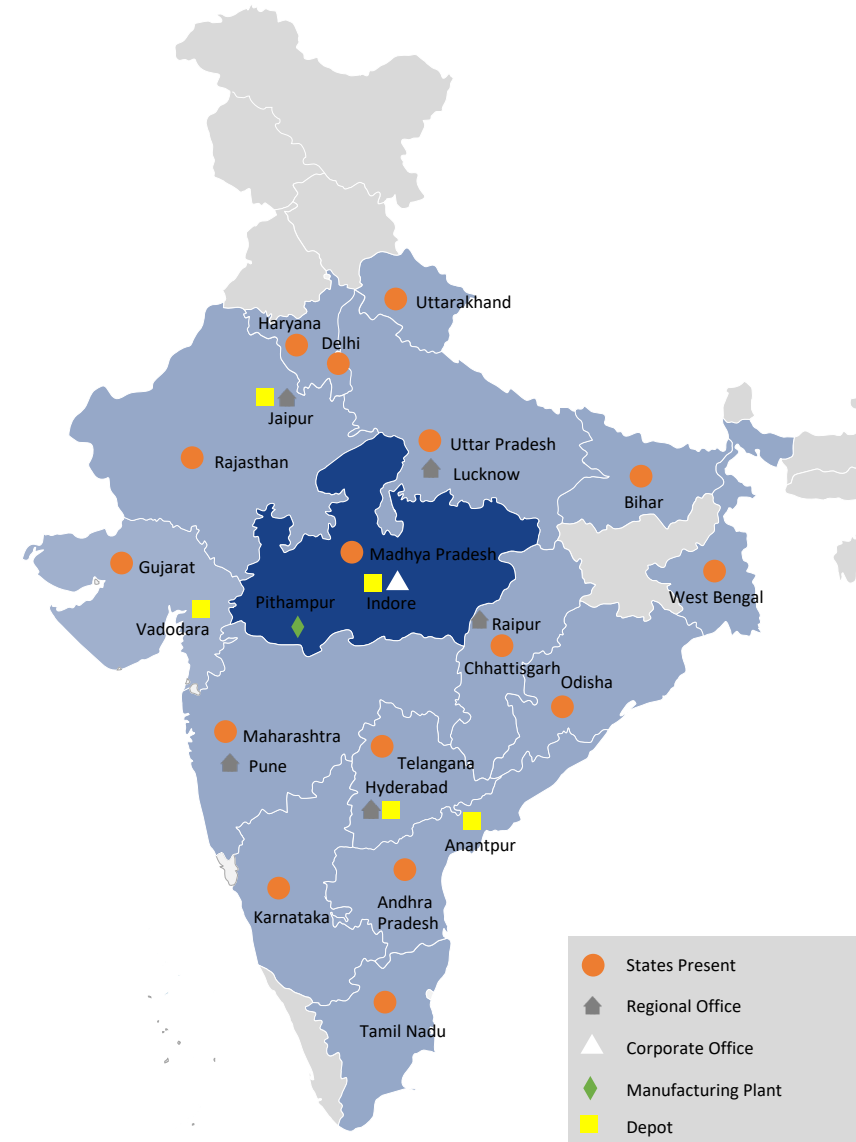 Uttarakhand
Haryana
Delhi
Jaipur
Uttar Pradesh
Rajasthan
Lucknow
Bihar
Madhya Pradesh
Gujarat
West Bengal
Pithampur
Indore
Vadodara
Raipur
Chhattisgarh
Odisha
Maharashtra
Telangana
Pune
Hyderabad
Anantpur
Andhra
Pradesh
Karnataka
Tamil Nadu
States Present
Regional Office
Corporate Office
Manufacturing Plant
Depot